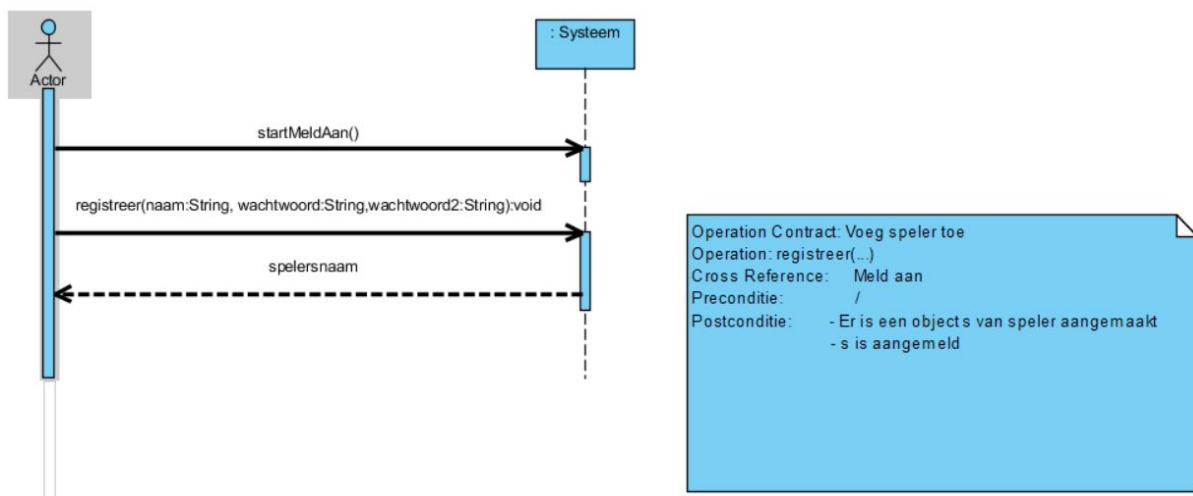 Actor
: Systeem
startMeldAan()
registreer(naam:String, wachtwoord:String,wachtwoord2:String):void
spelersnaam
Operation Contract: Voeg speler toe
Operation: registreer(...)
Cross Reference: Meld aan
Preconditie: /
Postconditie: - Er is een object s van speler aangemaakt
- s is aangemeld